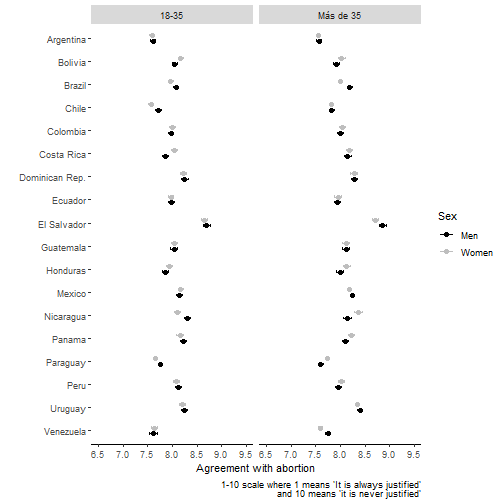 18-35
Más de 35
Argentina
Bolivia
Brazil
Chile
Colombia
Costa Rica
Dominican Rep.
Ecuador
El Salvador
Guatemala
Honduras
Mexico
Nicaragua
Panama
Paraguay
Peru
Uruguay
Venezuela
6.5 7.0 7.5 8.0 8.5 9.0 9.5
6.5 7.0 7.5 8.0 8.5 9.0 9.5
Agreement with abortion
Sex
Men
Women
1-10 scale where 1 means 'It is always justified'
and 10 means 'it is never justified'